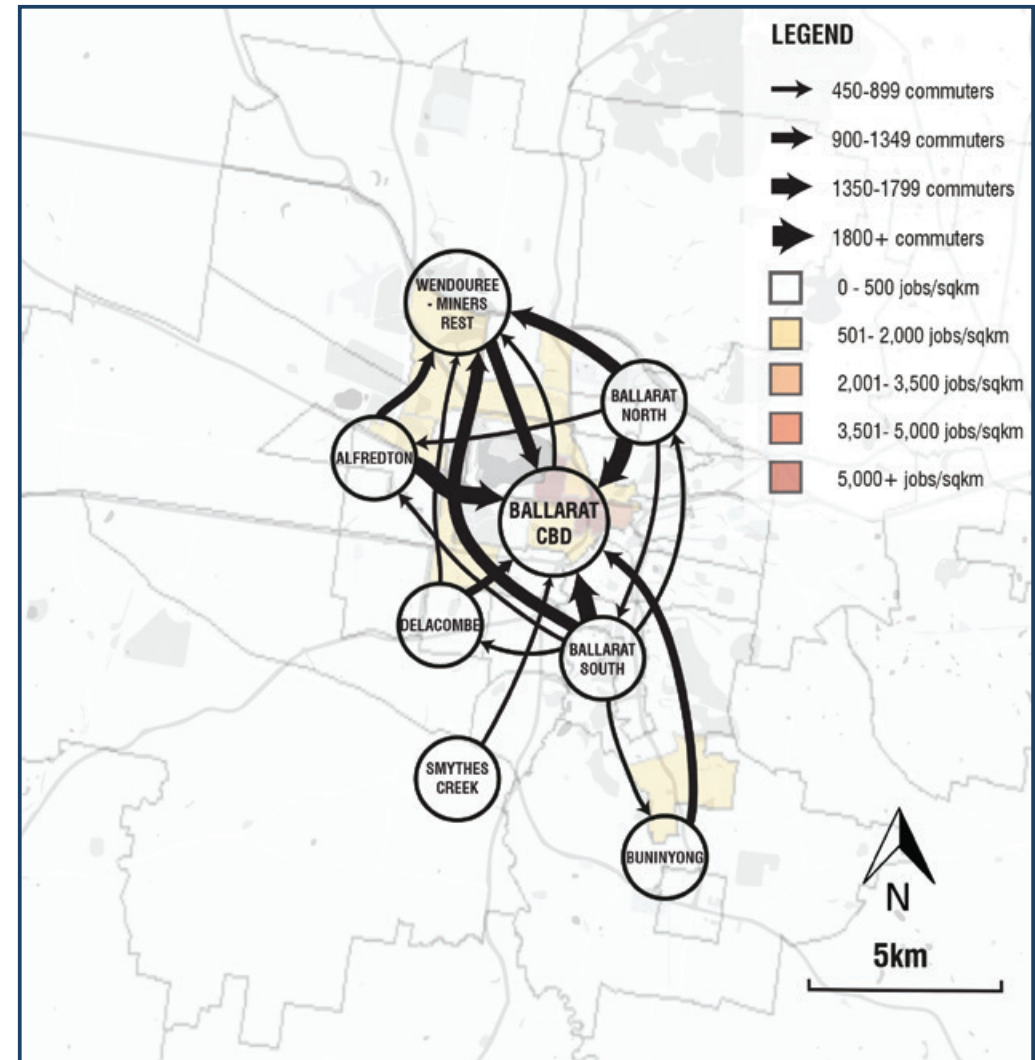 LEGEND
450-899 commuters
900-1349 commuters
1350-1799 commuters
1800+ commuters
0 - 500 jobs/sqkm
501- 2,000 jobs/sqkm
2,001- 3,500 jobs/sqkm
3,501- 5,000 jobs/sqkm
5,000+ jobs/sqkm
WENDOUREE
- MINERS
REST
BALLARAT
NORTH
ALFREDTON
BALLARAT
CBD
DELACOMBE
BALLARAT
SOUTH
SMYTHES
CREEK
BUNINYONG
N
5km